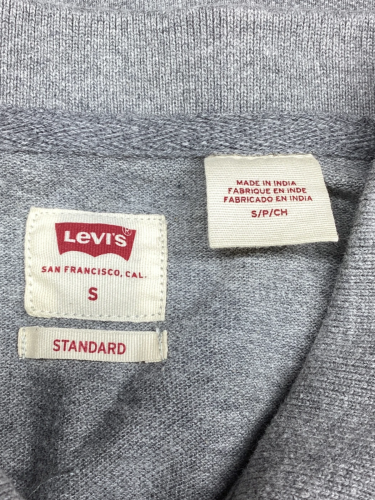 MADE IN INDIA
FABRIQUE EN INDE
FABRICADO EN INDIA
S/P/CH
LEVI'S®
SAN FRANCISCO, CAL.
S
STANDARD